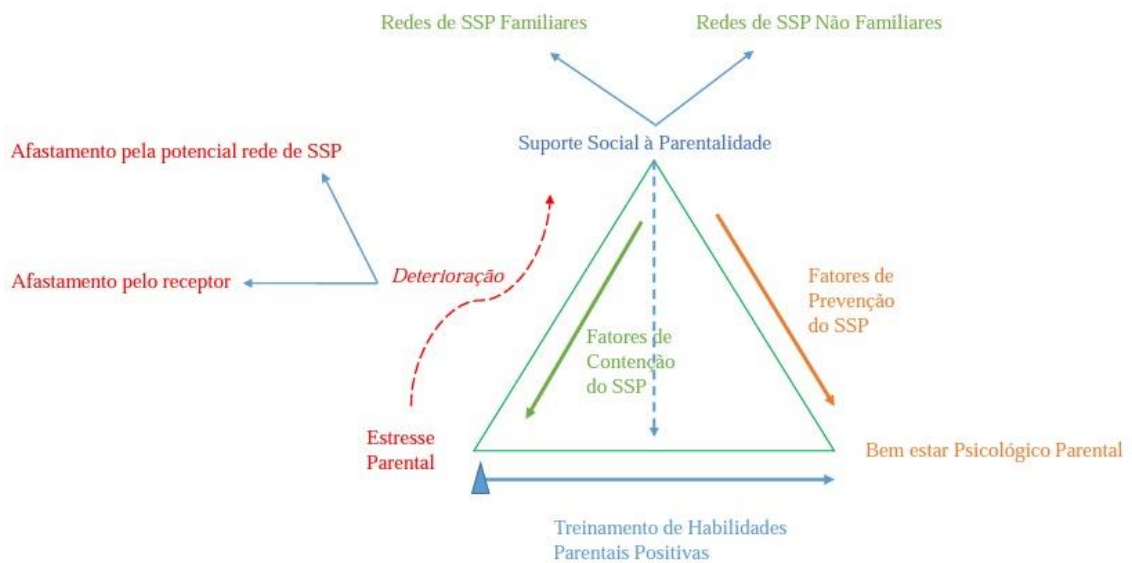 Redes de SSP Familiares
Redes de SSP Não Familiares
Suporte Social à Parentalidade
Afastamento pela potencial rede de SSP
Afastamento pelo receptor
Deterioração
Fatores de
Prevenção
do SSP
Fatores de
Contenção
do SSP
Estresse
Parental
Bem estar Psicológico Parental
Treinamento de Habilidades
Parentais Positivas